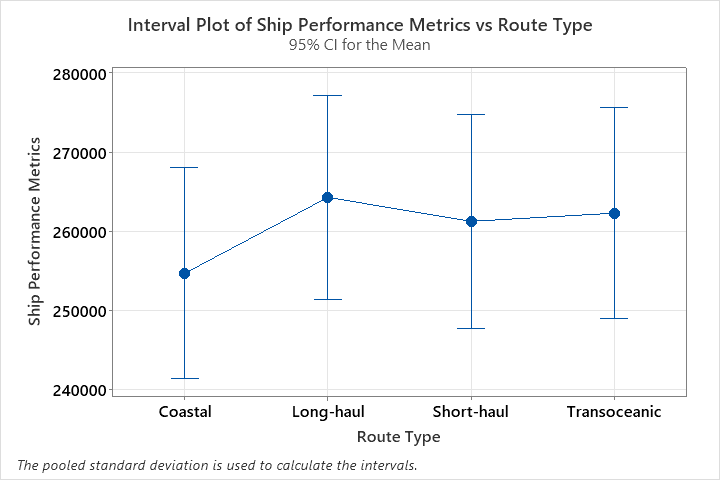 Interval Plot of Ship Performance Metrics vs Route Type
95% CI for the Mean
280000
270000
260000
250000
240000
Ship Performance Metrics
Coastal Long-haul Short-haul Transoceanic
Route Type
The pooled standard deviation is used to calculate the intervals.